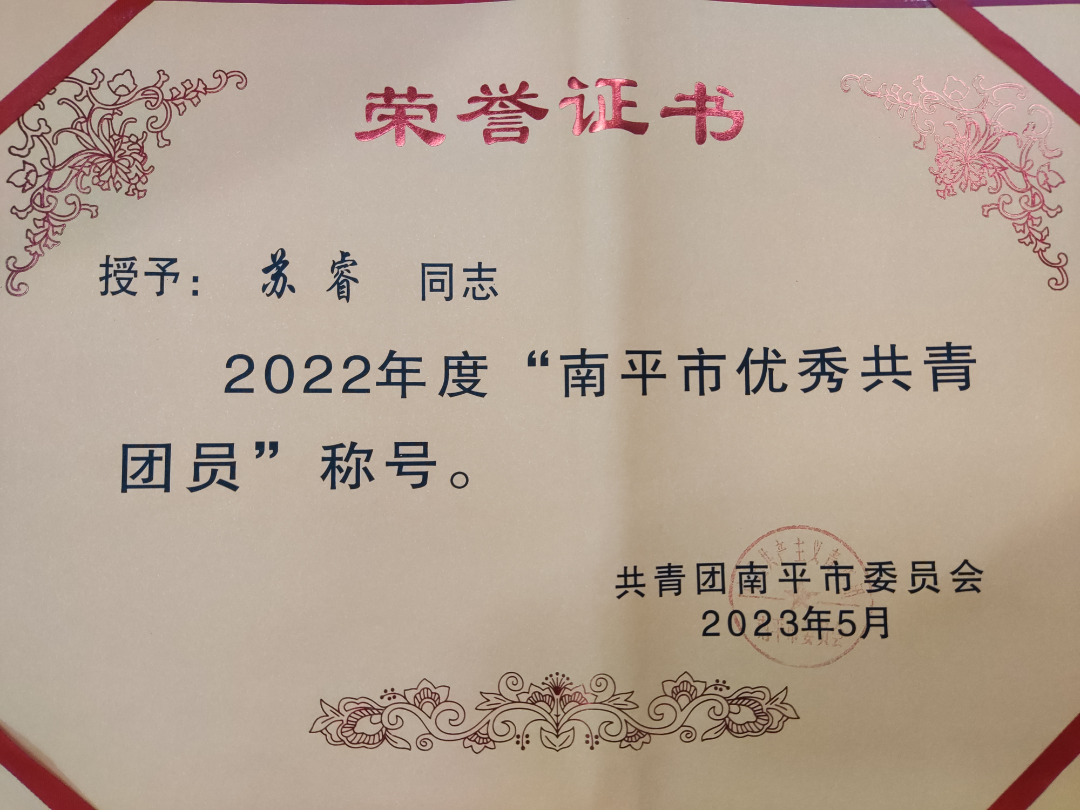 荣誉证书
授予：苏睿 同志
2022年度“南平市优秀共青
团员”称号。
共青团南平市委员会
2023年5月